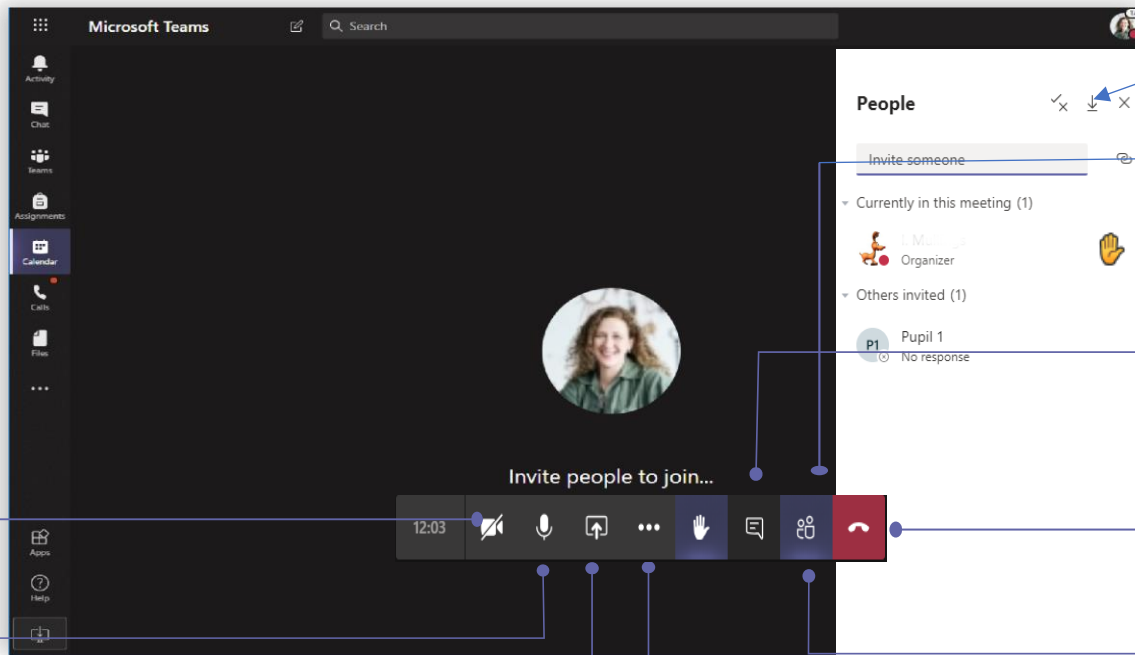 Microsoft Teams
Search
Activity
Chat
Teams
Assignments
Calendar
Calls
Files
Apps
Help
Invite people to join...
12:03
People
Invite someone
Currently in this meeting (1)
Organizer
Others invited (1)
P1
Pupil 1
No response